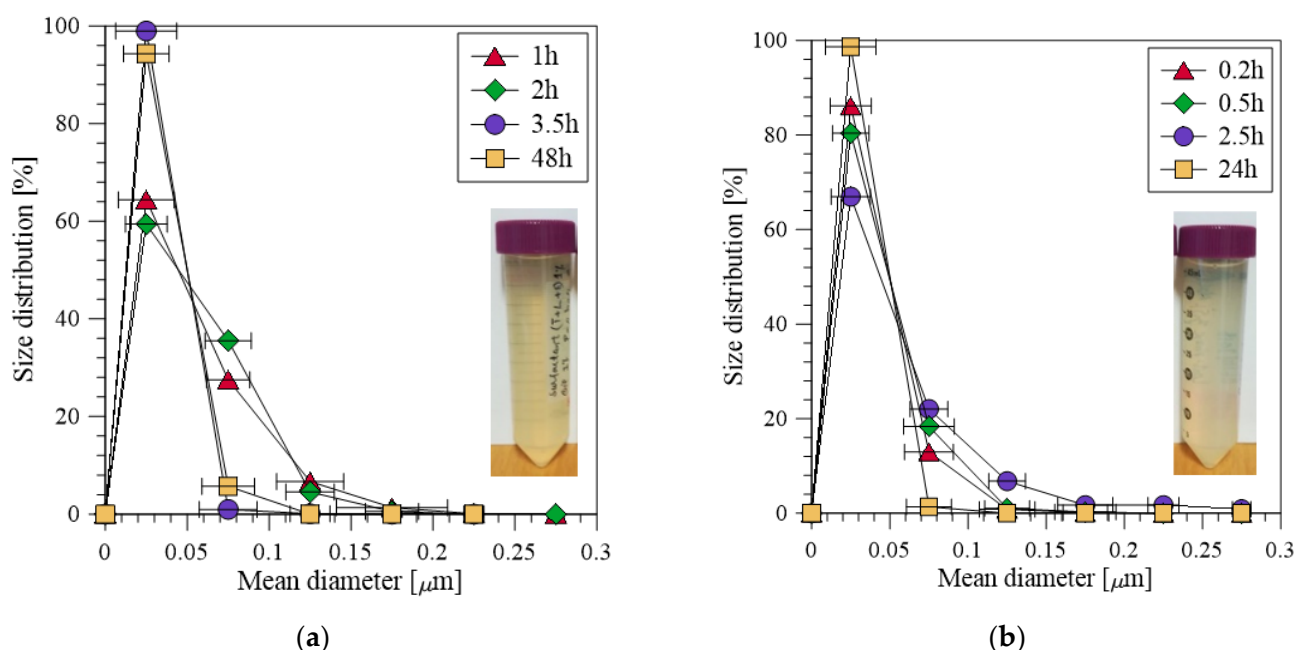 100
80
60
40
20
0
Size distribution [%]
1h
2h
3.5h
48h
0
0.05
0.1
0.15
0.2
0.25
0.3
Mean diameter [μm]
(a)
100
80
60
40
20
0
Size distribution [%]
0.2h
0.5h
2.5h
24h
0
0.05
0.1
0.15
0.2
0.25
0.3
Mean diameter [μm]
(b)